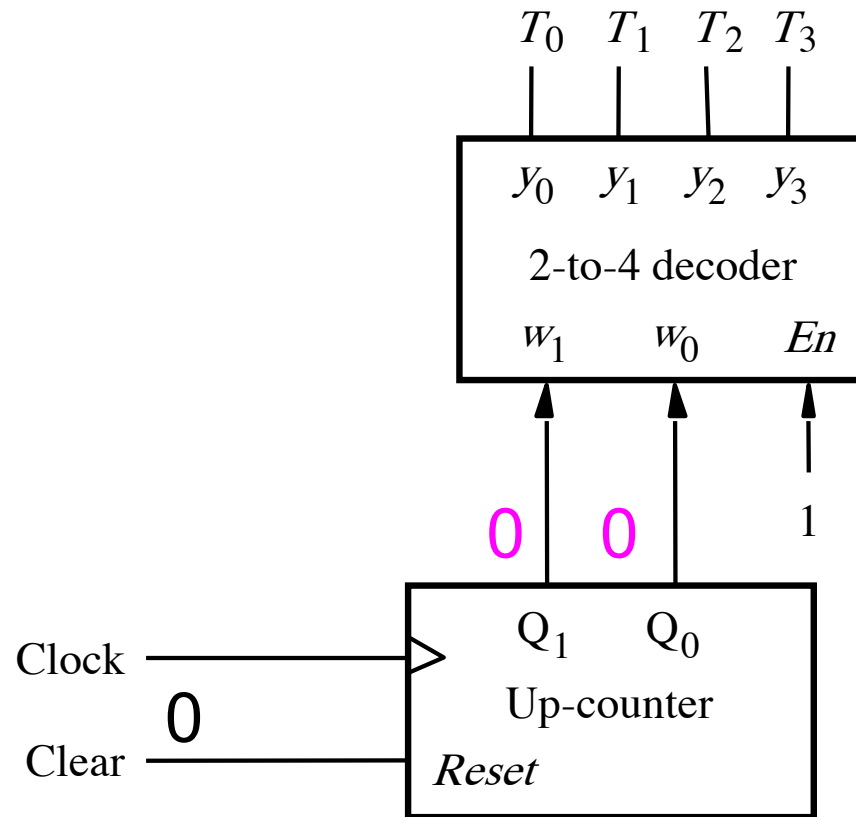 T₀ T₁ T₂ T₃
y₀ y₁ y₂ y₃
2-to-4 decoder
w₁ w₀ En
0 0 1
Q₁ Q₀
Clock
Up-counter
0
Clear
Reset